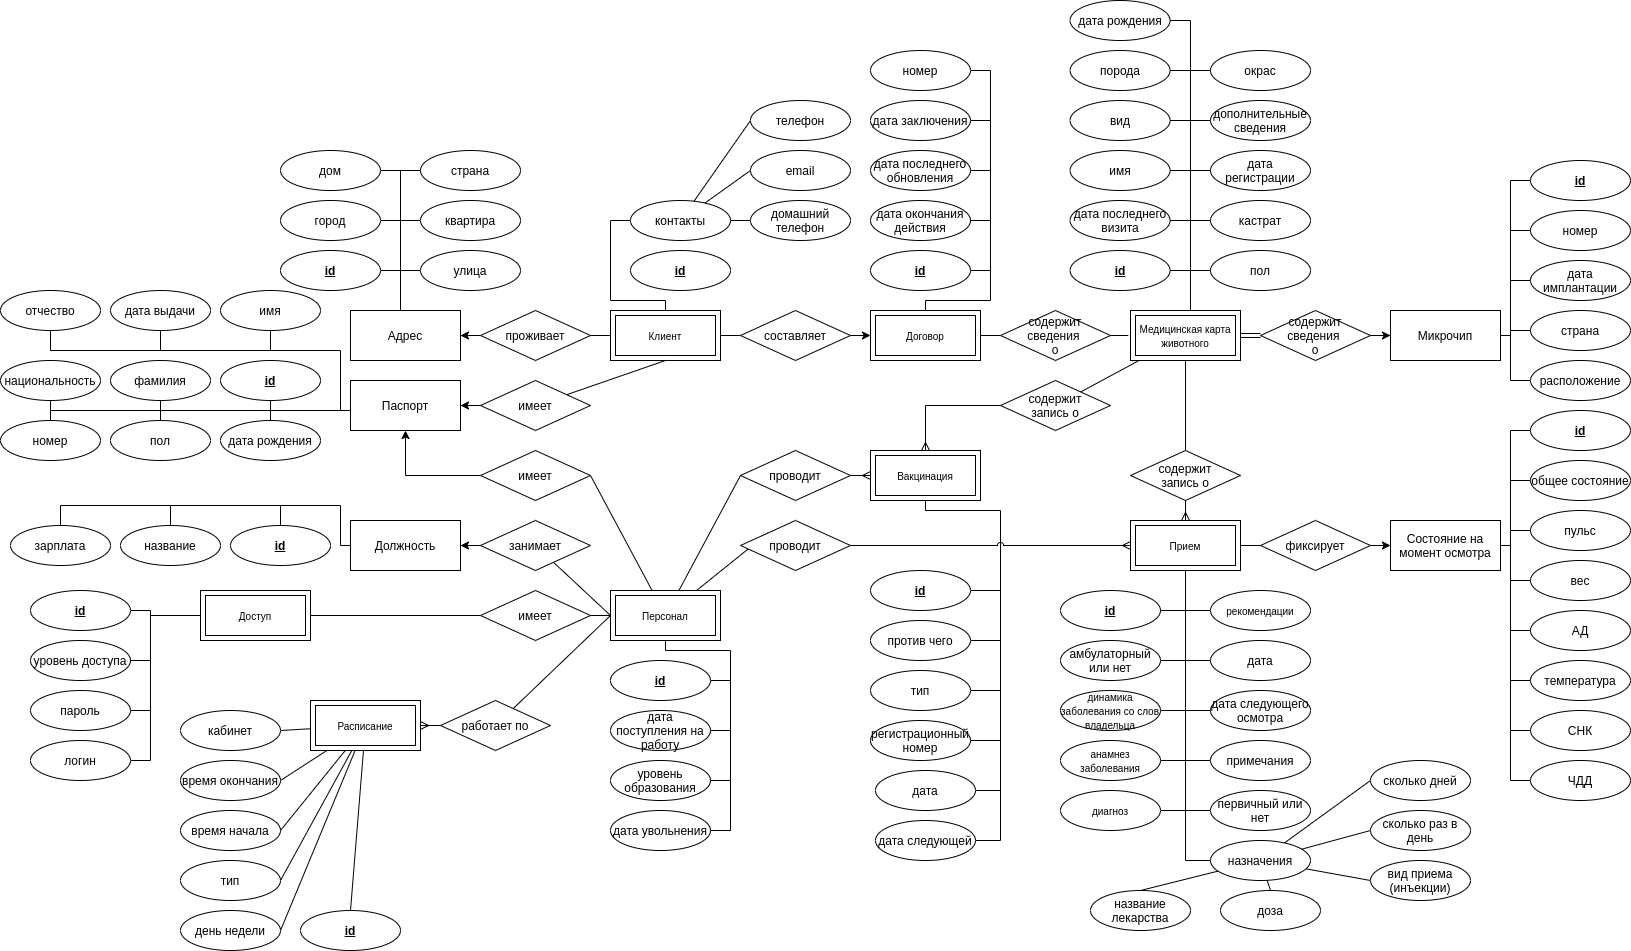 дата рождения
номер
порода
окрас
телефон
дата заключения
вид
дополнительные
сведения
дом
страна
email
дата последнего
обновления
имя
дата
регистрации
id
город
квартира
контакты
домашний
телефон
дата окончания
действия
дата последнего
визита
кастрат
номер
id
улица
id
id
id
пол
дата
имплантации
отчество
дата выдачи
имя
Адрес
проживает
Клиент
составляет
Договор
содержит
сведения
о
Медицинская карта
животного
содержит
сведения
о
Микрочип
страна
национальность
фамилия
id
расположение
Паспорт
имеет
содержит
запись о
номер
пол
дата рождения
id
имеет
проводит
Вакцинация
содержит
запись о
общее состояние
зарплата
название
id
Должность
занимает
проводит
Прием
фиксирует
Состояние на
момент осмотра
пульс
id
Доступ
имеет
Персонал
id
id
рекомендации
вес
уровень доступа
id
против чего
амбулаторный
или нет
дата
АД
пароль
дата
поступления на
работу
тип
динамика
заболевания со слов
владельца
дата следующего
осмотра
температура
кабинет
Расписание
работает по
регистрационный
номер
анамнез
заболевания
примечания
СНК
логин
время окончания
уровень
образования
дата
диагноз
первичный или
нет
сколько дней
ЧДД
время начала
дата увольнения
дата следующей
назначения
сколько раз в
день
тип
вид приема
(инъекции)
день недели
id
название
лекарства
доза